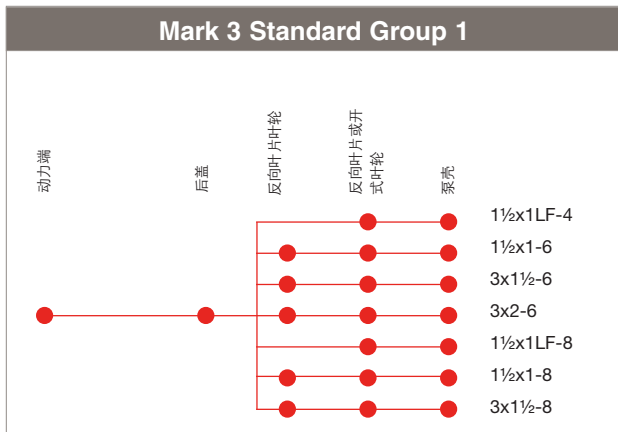 Mark 3 Standard Group 1
动力端
后盖
反向叶片叶轮
反向叶片或开
式叶轮
泵壳
1½x1LF-4
1½x1-6
3x1½-6
3x2-6
1½x1LF-8
1½x1-8
3x1½-8